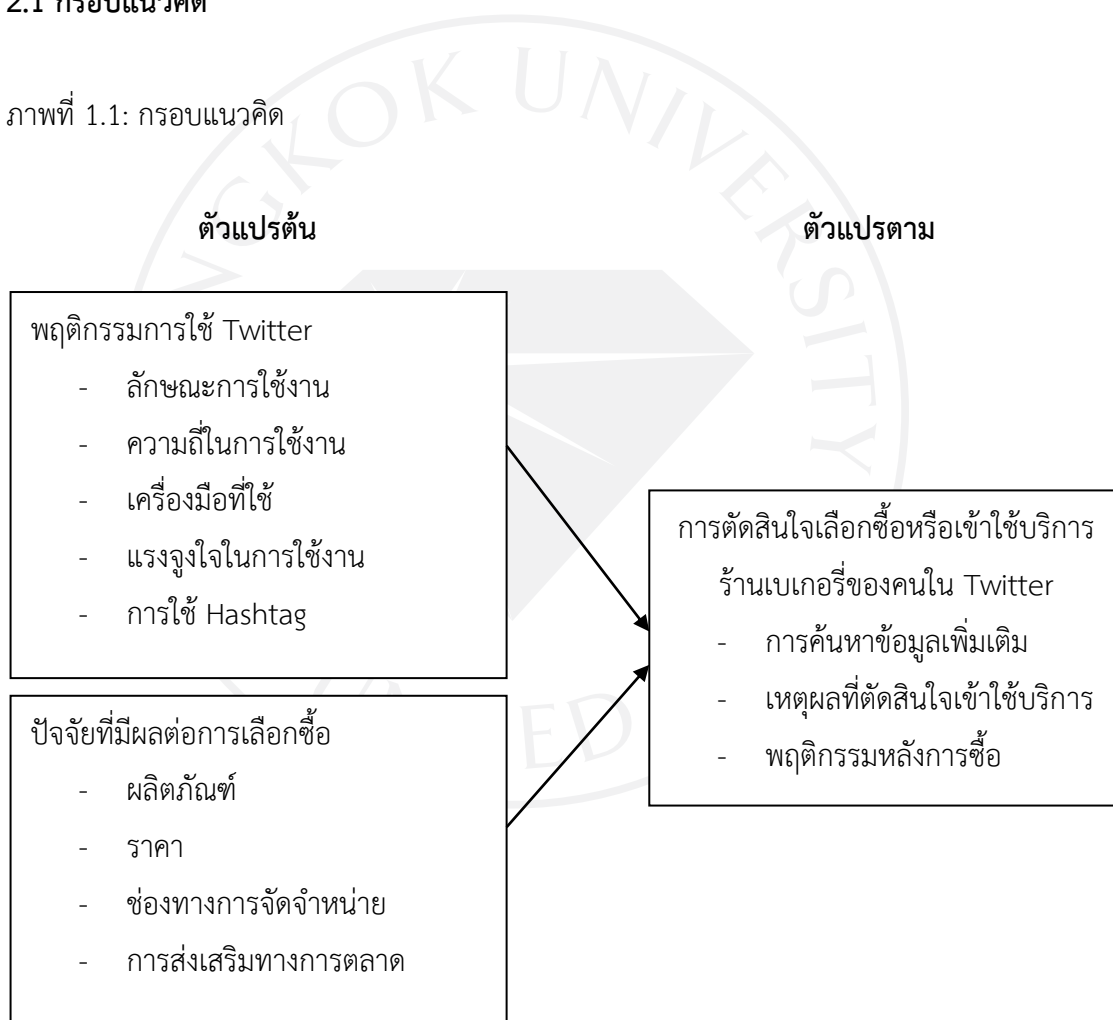 2.1 กรอบแนวคิด
ภาพที่ 1.1: กรอบแนวคิด
ตัวแปรต้น
ตัวแปรตาม
พฤติกรรมการใช้ Twitter
- ลักษณะการใช้งาน
- ความถี่ในการใช้งาน
- เครื่องมือที่ใช้
- แรงจูงใจในการใช้งาน
- การใช้ Hashtag
ปัจจัยที่มีผลต่อการเลือกซื้อ
- ผลิตภัณฑ์
- ราคา
- ช่องทางการจัดจำหน่าย
- การส่งเสริมทางการตลาด
การตัดสินใจเลือกซื้อหรือเข้าใช้บริการ
ร้านเบเกอรี่ของคนใน Twitter
- การค้นหาข้อมูลเพิ่มเติม
- เหตุผลที่ตัดสินใจเข้าใช้บริการ
- พฤติกรรมหลังการซื้อ
NGKOK UNIVERSITY